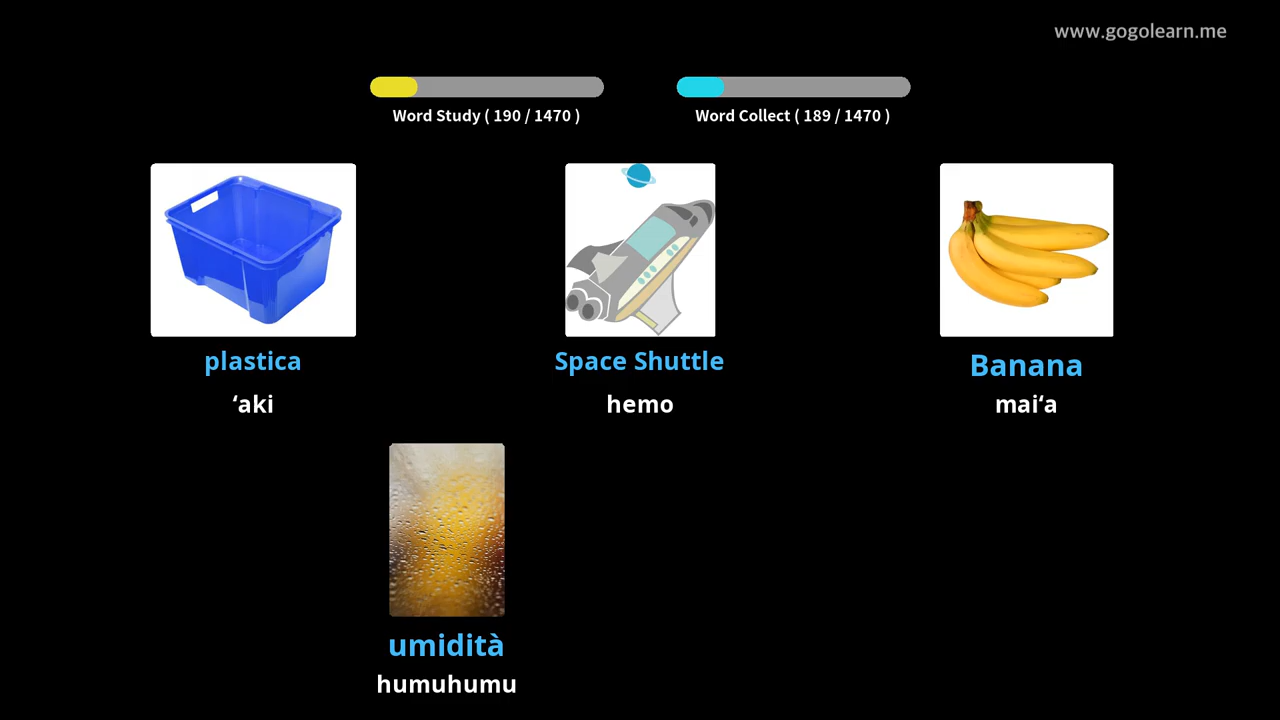 www.gogolearn.me
Word Study ( 190 / 1470 )
Word Collect ( 189 / 1470 )
plastica
Space Shuttle
Banana
ʻaki
hemo
maiʻa
umidità
humuhumu